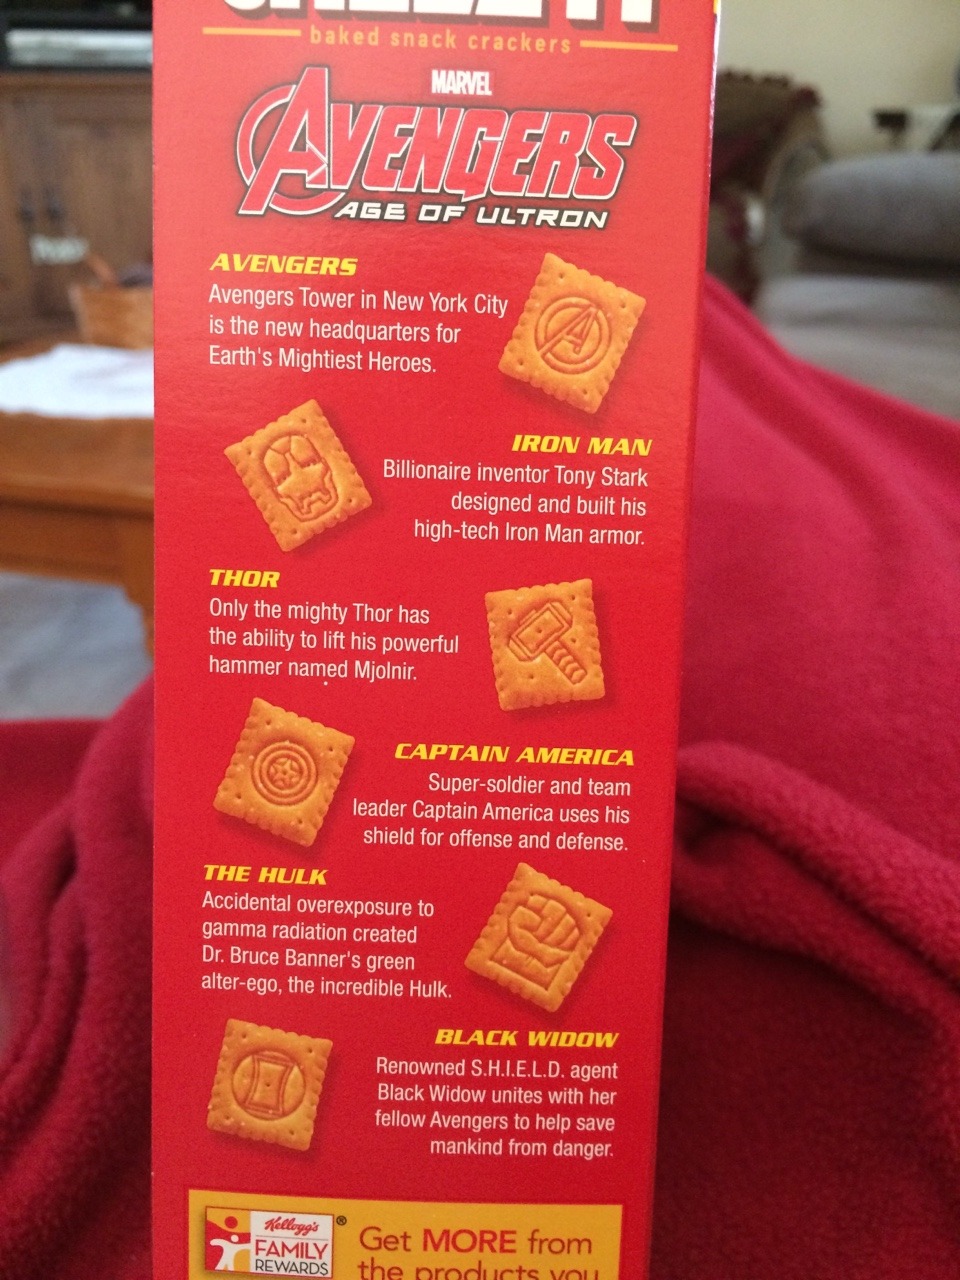 baked snack crackers
MARVEL
AVENGERS
AGE OF ULTRON
AVENGERS
Avengers Tower in New York City
is the new headquarters for
Earth's Mightiest Heroes.
IRON MAN
Billionaire inventor Tony Stark
designed and built his
high-tech Iron Man armor.
THOR
Only the mighty Thor has
the ability to lift his powerful
hammer named Mjolnir.
CAPTAIN AMERICA
Super-soldier and team
leader Captain America uses his
shield for offense and defense.
THE HULK
Accidental overexposure to
gamma radiation created
Dr. Bruce Banner's green
alter-ego, the incredible Hulk.
BLACK WIDOW
Renowned S.H.I.E.L.D. agent
Black Widow unites with her
fellow Avengers to help save
mankind from danger.
Kellogg's ®
FAMILY
REWARDS
Get MORE from
the products you